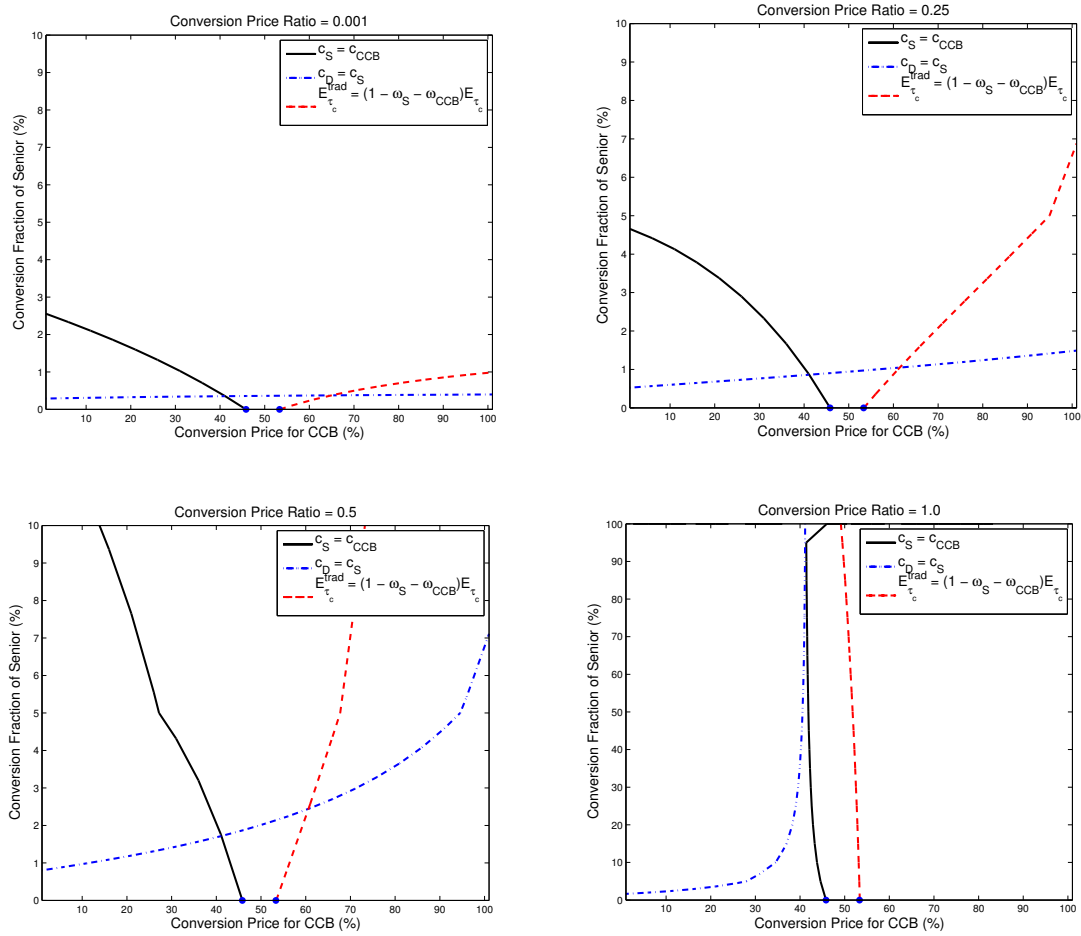 Conversion Price Ratio = 0.001
c_S = c_CCB
c_D = c_S
E^trad_τ_c = (1 - ω_S - ω_CCB)E_τ_c
Conversion Fraction of Senior (%)
0 1 2 3 4 5 6 7 8 9 10
10 20 30 40 50 60 70 80 90 100
Conversion Price for CCB (%)
Conversion Price Ratio = 0.25
c_S = c_CCB
c_D = c_S
E^trad_τ_c = (1 - ω_S - ω_CCB)E_τ_c
Conversion Fraction of Senior (%)
0 1 2 3 4 5 6 7 8 9 10
10 20 30 40 50 60 70 80 90 100
Conversion Price for CCB (%)
Conversion Price Ratio = 0.5
c_S = c_CCB
c_D = c_S
E^trad_τ_c = (1 - ω_S - ω_CCB)E_τ_c
Conversion Fraction of Senior (%)
0 1 2 3 4 5 6 7 8 9 10
10 20 30 40 50 60 70 80 90 100
Conversion Price for CCB (%)
Conversion Price Ratio = 1.0
c_S = c_CCB
c_D = c_S
E^trad_τ_c = (1 - ω_S - ω_CCB)E_τ_c
Conversion Fraction of Senior (%)
0 10 20 30 40 50 60 70 80 90 100
10 20 30 40 50 60 70 80 90 100
Conversion Price for CCB (%)